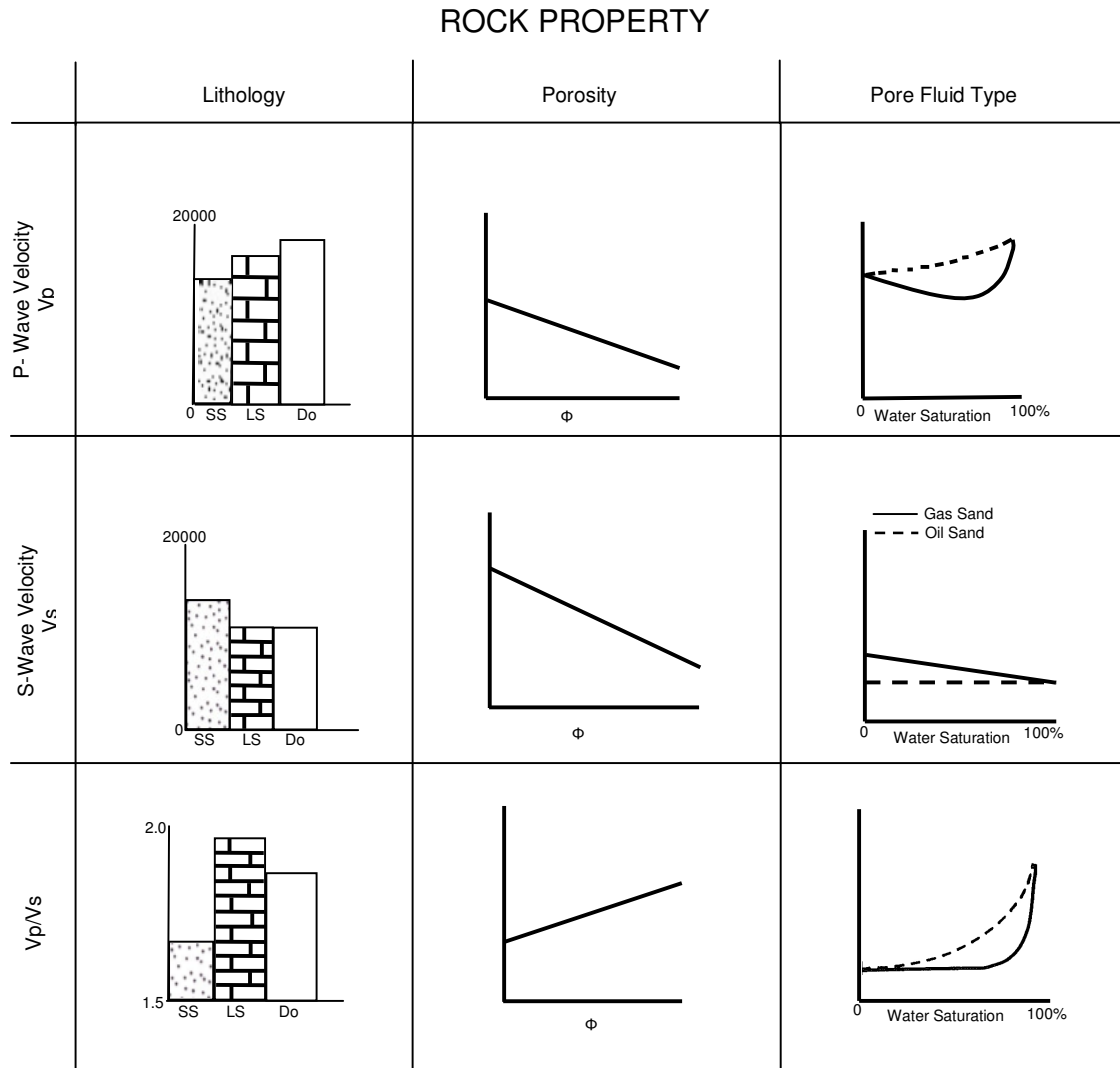 ROCK PROPERTY
Lithology
Porosity
Pore Fluid Type
P- Wave Velocity
Vp
20000
0
SS
LS
Do
Φ
0
Water Saturation
100%
S-Wave Velocity
Vs
20000
0
SS
LS
Do
Φ
Gas Sand
Oil Sand
0
Water Saturation
100%
Vp/Vs
2.0
1.5
SS
LS
Do
Φ
0
Water Saturation
100%